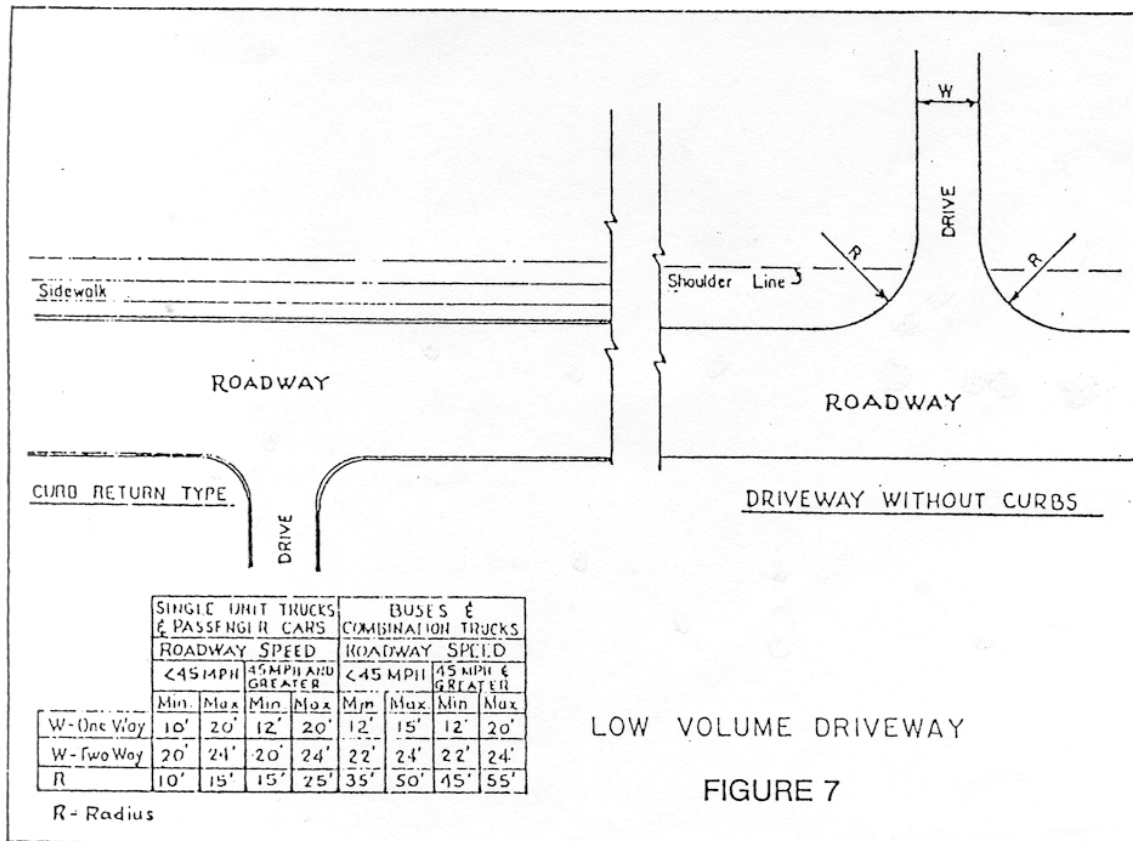 W
DRIVE
R
R
Sidewalk
Shoulder Line
ROADWAY
ROADWAY
CURB RETURN TYPE
DRIVEWAY WITHOUT CURBS
DRIVE
SINGLE UNIT TRUCKS & PASSENGER CARS BUSES & COMBINATION TRUCKS
ROADWAY SPEED ROADWAY SPEED
<45 MPH 45 MPH AND GREATER <45 MPH 45 MPH & GREATER
Min. Max Min. Max Min Max. Min Max
W-One Way 10' 20' 12' 20' 12' 15' 12' 20'
W-Two Way 20' 24' 20' 24' 22' 24' 22' 24'
R 10' 15' 15' 25' 35' 50' 45' 55'
R - Radius
LOW VOLUME DRIVEWAY
FIGURE 7